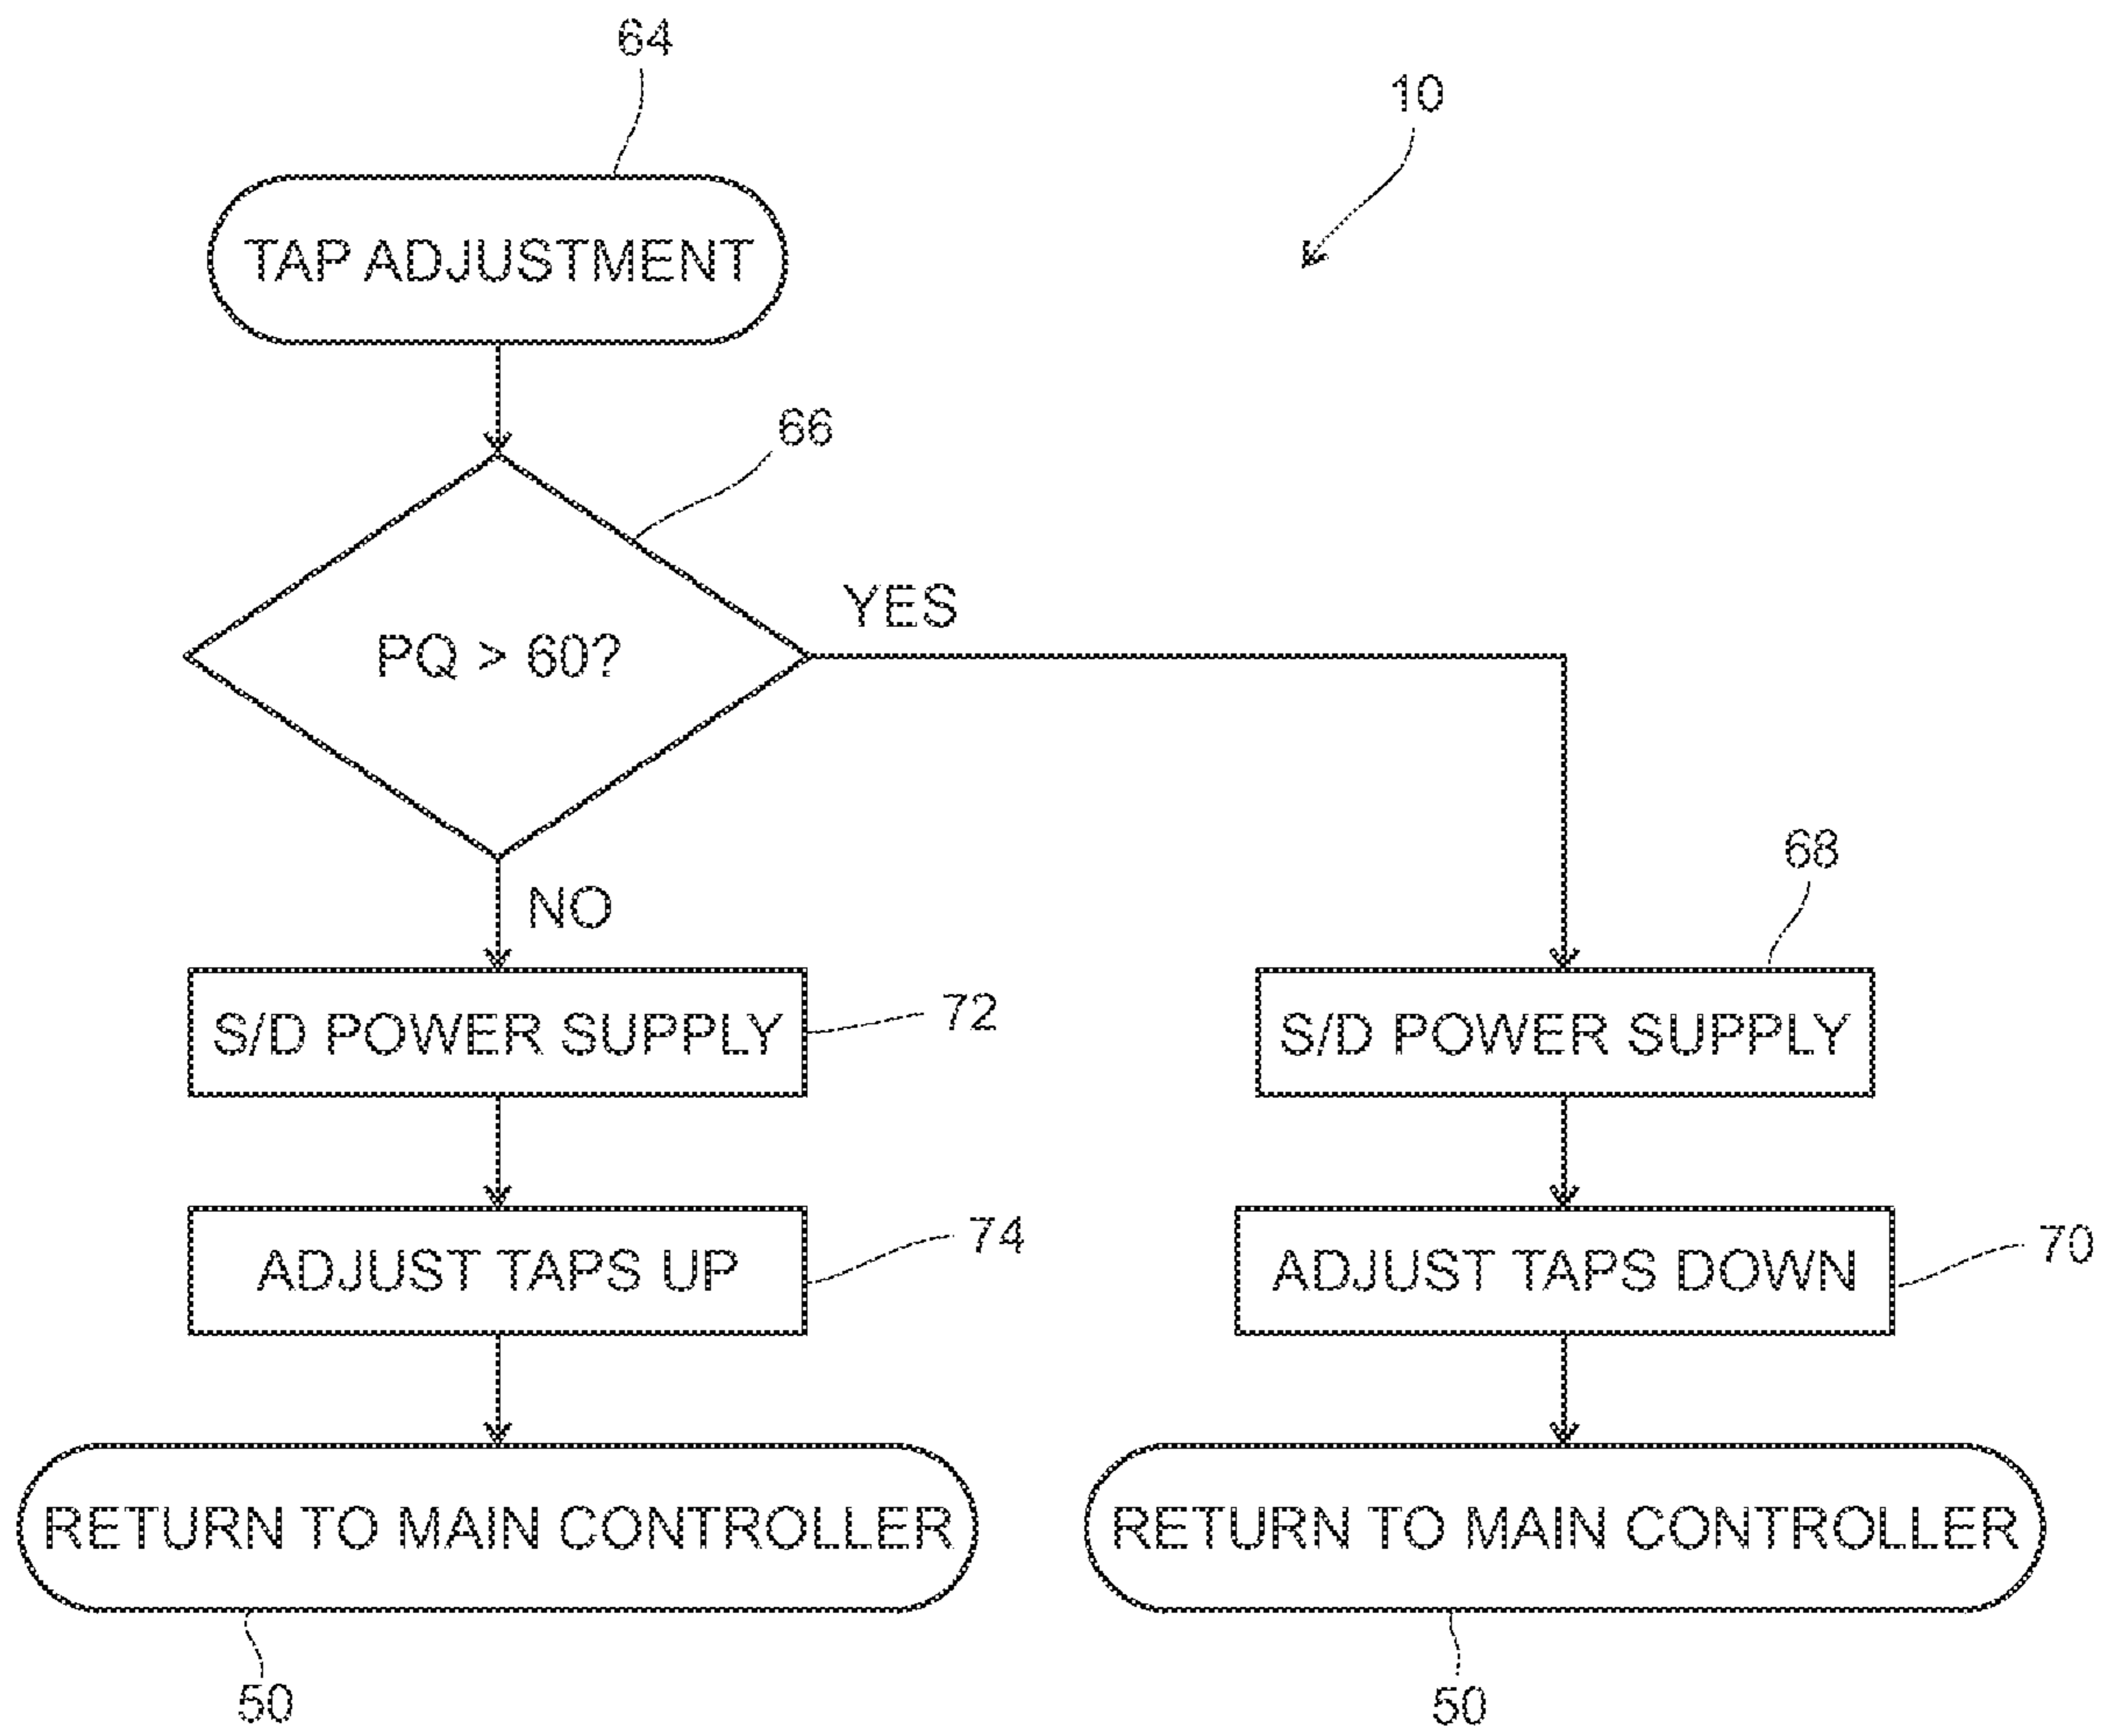 64
10
TAP ADJUSTMENT
66
YES
PQ > 60?
68
NO
S/D POWER SUPPLY
72
S/D POWER SUPPLY
ADJUST TAPS UP
74
ADJUST TAPS DOWN
70
RETURN TO MAIN CONTROLLER
RETURN TO MAIN CONTROLLER
50
50